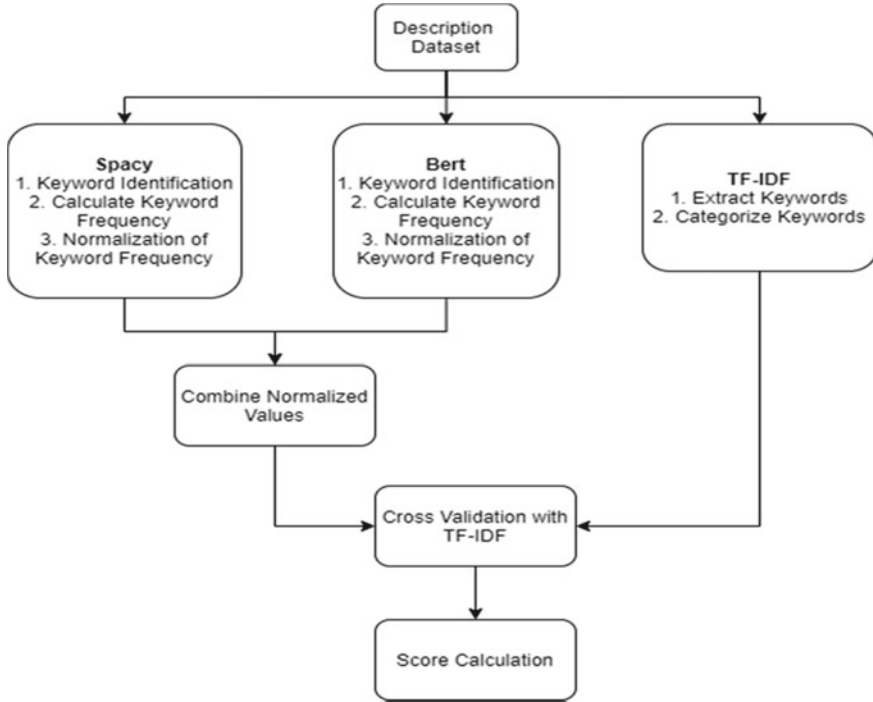 Description
Dataset
Spacy
1. Keyword Identification
2. Calculate Keyword
Frequency
3. Normalization of
Keyword Frequency
Bert
1. Keyword Identification
2. Calculate Keyword
Frequency
3. Normalization of
Keyword Frequency
TF-IDF
1. Extract Keywords
2. Categorize Keywords
Combine Normalized
Values
Cross Validation with
TF-IDF
Score Calculation